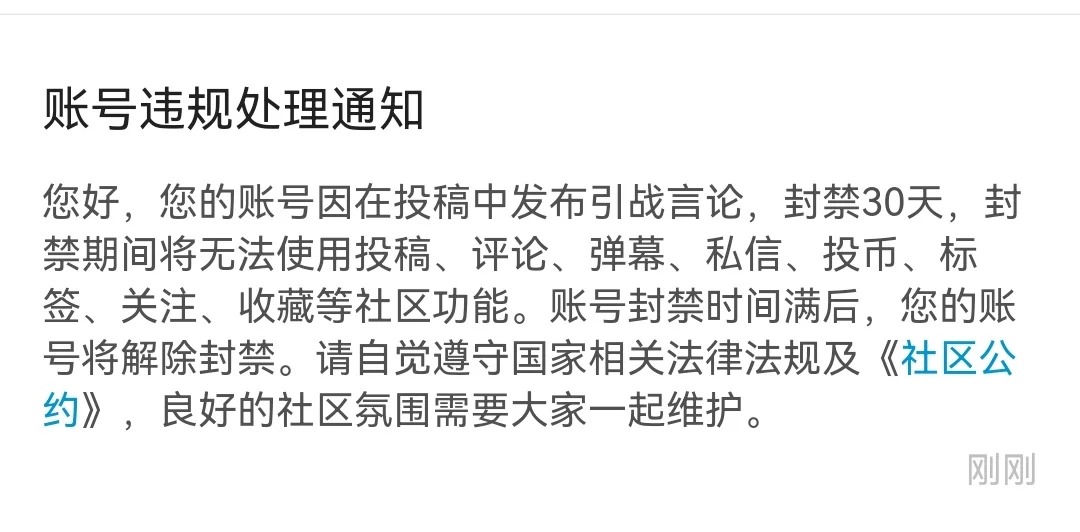 账号违规处理通知
您好，您的账号因在投稿中发布引战言论，封禁30天，封
禁期间将无法使用投稿、评论、弹幕、私信、投币、标
签、关注、收藏等社区功能。账号封禁时间满后，您的账
号将解除封禁。请自觉遵守国家相关法律法规及《社区公
约》，良好的社区氛围需要大家一起维护。
刚刚